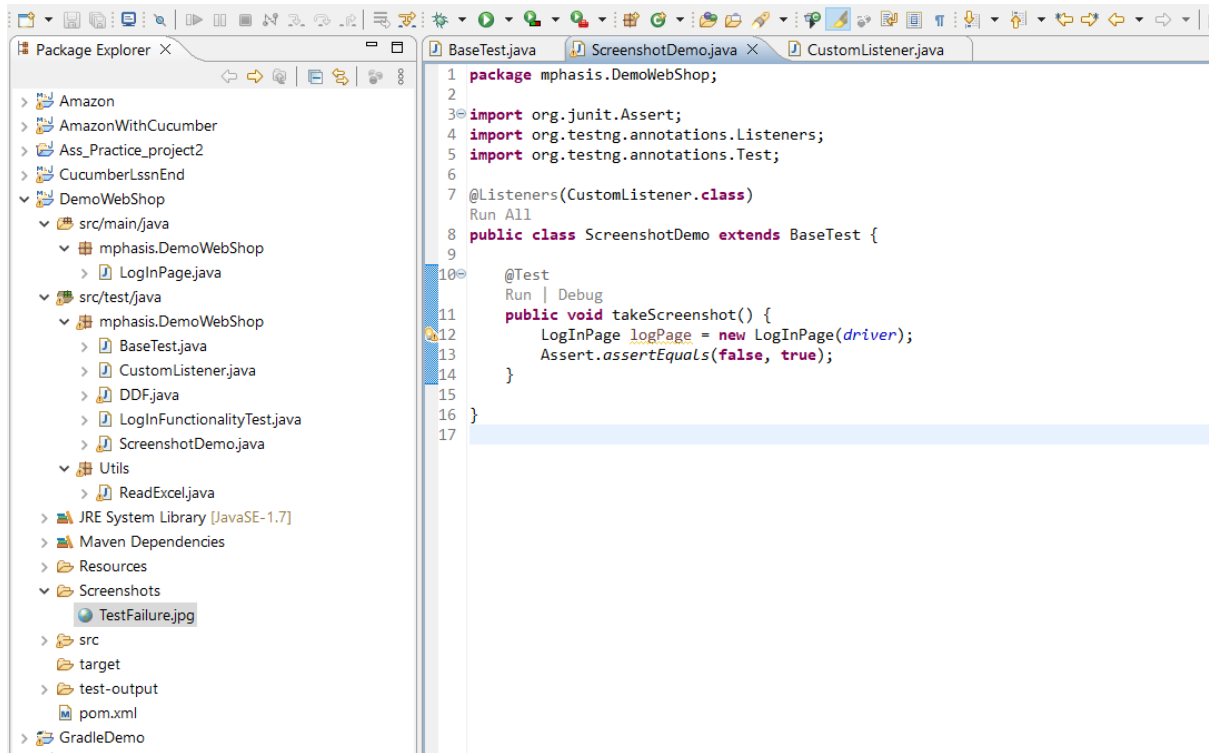 Package Explorer
Amazon
AmazonWithCucumber
Ass_Practice_project2
CucumberLssnEnd
DemoWebShop
src/main/java
mphasis.DemoWebShop
LogInPage.java
src/test/java
mphasis.DemoWebShop
BaseTest.java
CustomListener.java
DDF.java
LogInFunctionalityTest.java
ScreenshotDemo.java
Utils
ReadExcel.java
JRE System Library [JavaSE-1.7]
Maven Dependencies
Resources
Screenshots
TestFailure.jpg
src
target
test-output
pom.xml
GradleDemo
BaseTest.java ScreenshotDemo.java CustomListener.java
1 package mphasis.DemoWebShop;
2
3 import org.junit.Assert;
4 import org.testng.annotations.Listeners;
5 import org.testng.annotations.Test;
6
7 @Listeners(CustomListener.class)
Run All
8 public class ScreenshotDemo extends BaseTest {
9
10 @Test
Run | Debug
11 public void takeScreenshot() {
12 LogInPage logPage = new LogInPage(driver);
13 Assert.assertEquals(false, true);
14 }
15
16 }
17